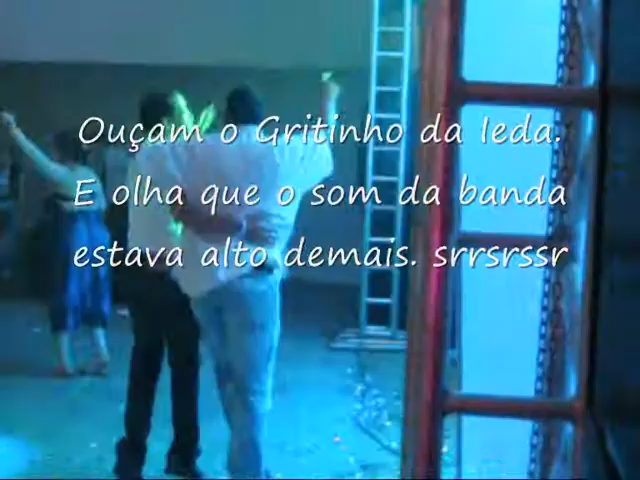 Ouçam o Gritinho da Ieda.
E olha que o som da banda
estava alto demais. srrsrssr